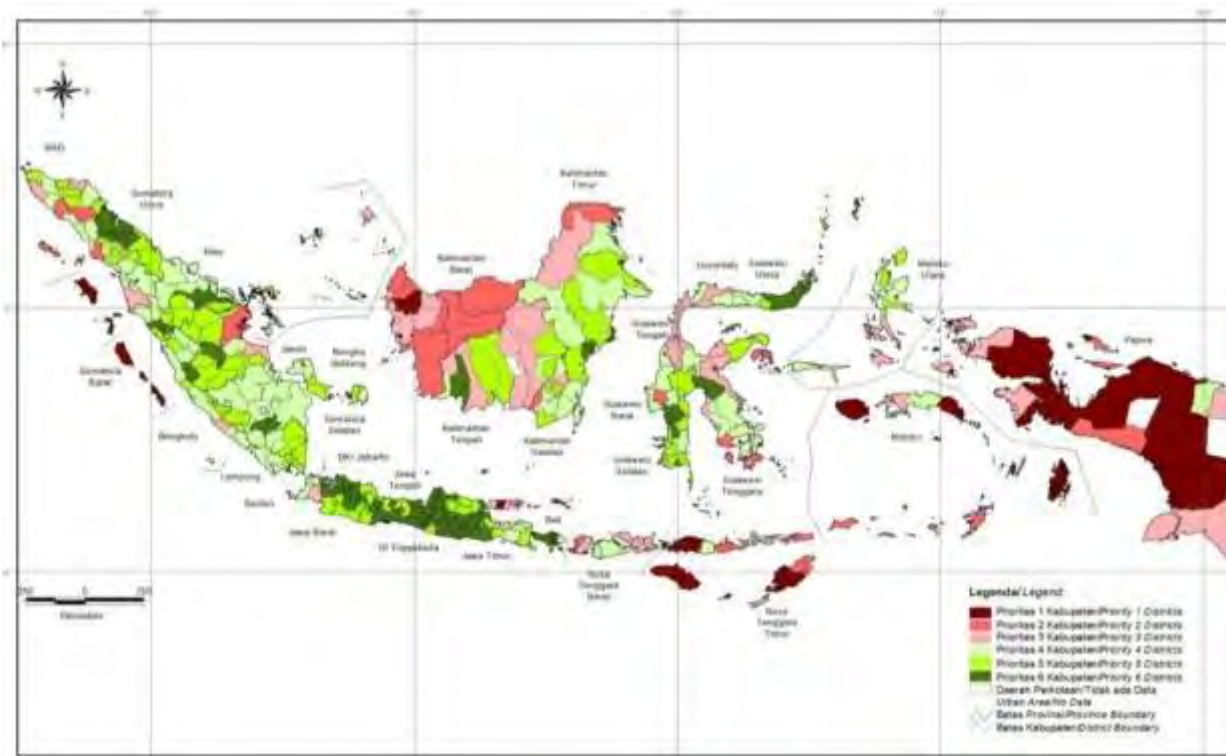 NAD
Sumatera
Utara
Riau
Kalimantan
Timur
Kalimantan
Barat
Gorontalo
Sulawesi
Utara
Maluku
Utara
Sulawesi
Tengah
Papua
Jambi
Bangka
Belitung
Sumatera
Barat
Sumatera
Selatan
Sulawesi
Barat
Bengkulu
Kalimantan
Tengah
Kalimantan
Selatan
Maluku
DKI Jakarta
Sulawesi
Selatan
Sulawesi
Tenggara
Lampung
Jawa
Tengah
Banten
Bali
Jawa Barat
DI Yogyakarta
Jawa Timur
Nusa
Tenggara
Barat
Nusa
Tenggara
Timur
250 0 250
Kilometers
Legenda/Legend
Prioritas 1 Kabupaten/Priority 1 Districts
Prioritas 2 Kabupaten/Priority 2 Districts
Prioritas 3 Kabupaten/Priority 3 Districts
Prioritas 4 Kabupaten/Priority 4 Districts
Prioritas 5 Kabupaten/Priority 5 Districts
Prioritas 6 Kabupaten/Priority 6 Districts
Daerah Perkotaan/Tidak ada Data
Urban Area/No Data
Batas Provinsi/Province Boundary
Batas Kabupaten/District Boundary